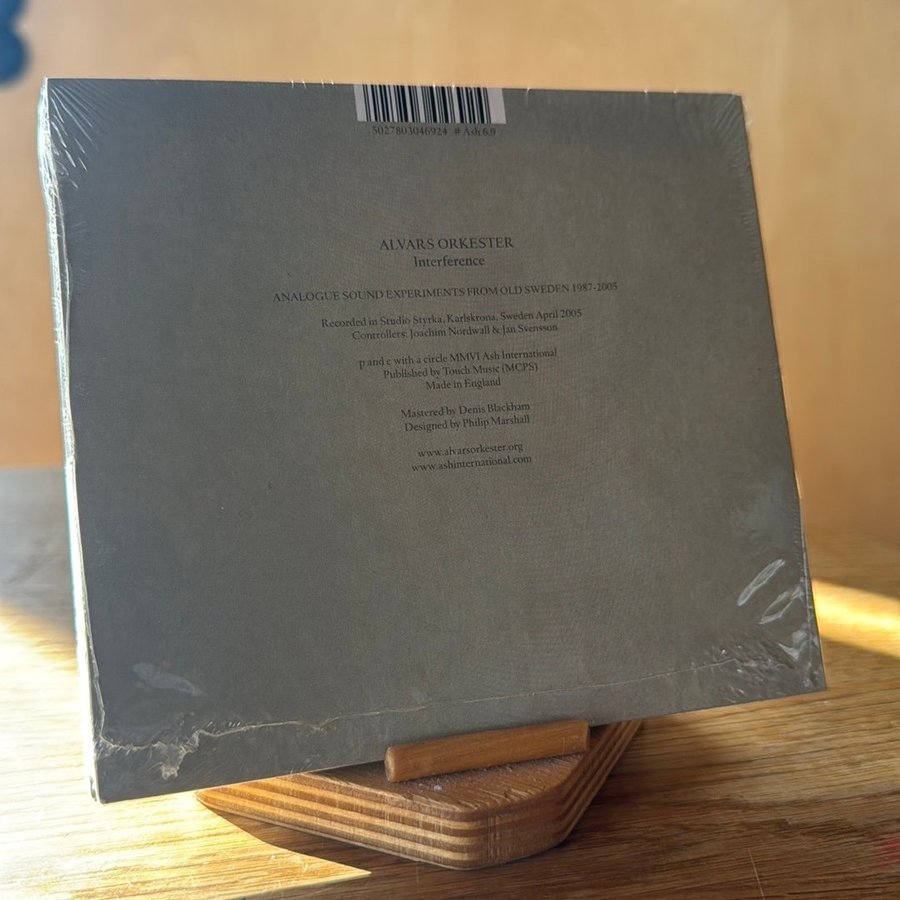 5027803046924 # Ash 6.9
ALVARS ORKESTER
Interference
ANALOGUE SOUND EXPERIMENTS FROM OLD SWEDEN 1987-2005
Recorded in Studio Styrka, Karlskrona, Sweden April 2005
Controllers: Joachim Nordwall & Jan Svensson
p and c with a circle MMVI Ash International
Published by Touch Music (MCPS)
Made in England
Mastered by Denis Blackham
Designed by Philip Marshall
www.alvarsorkester.org
www.ashinternational.com